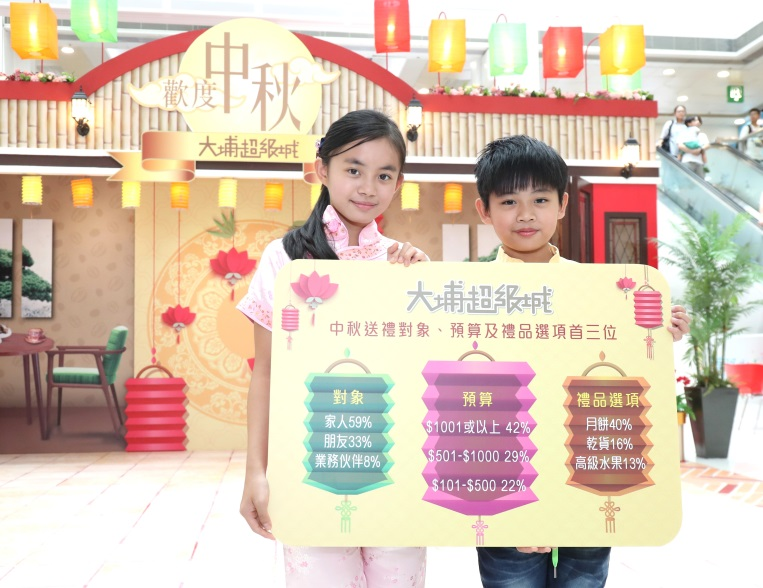 歡度
中秋
大埔超級城
大埔超級城
中秋送禮對象、預算及禮品選項首三位
對象
家人59%
朋友33%
業務伙伴8%
預算
$1001或以上 42%
$501-$1000 29%
$101-$500 22%
禮品選項
月餅40%
乾貨16%
高級水果13%